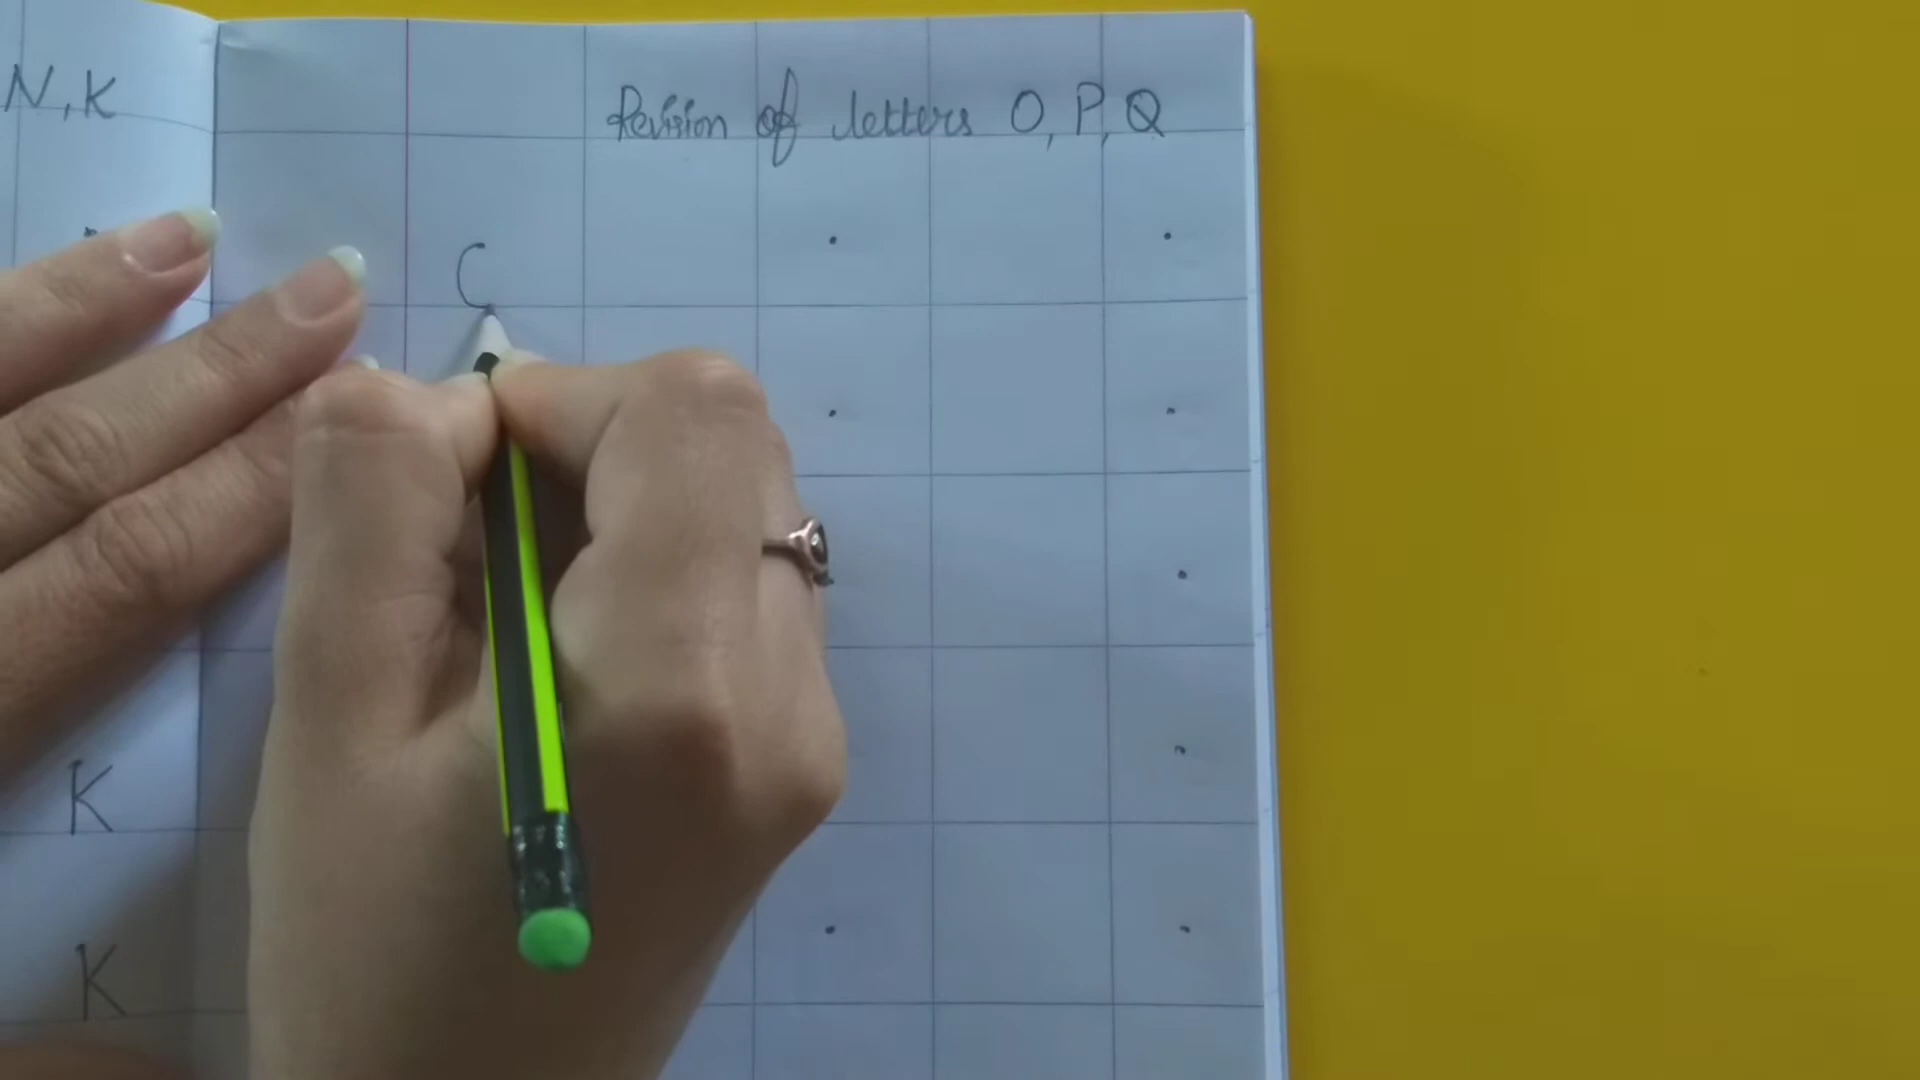 N, K
Revision of letters O, P, Q
K
K